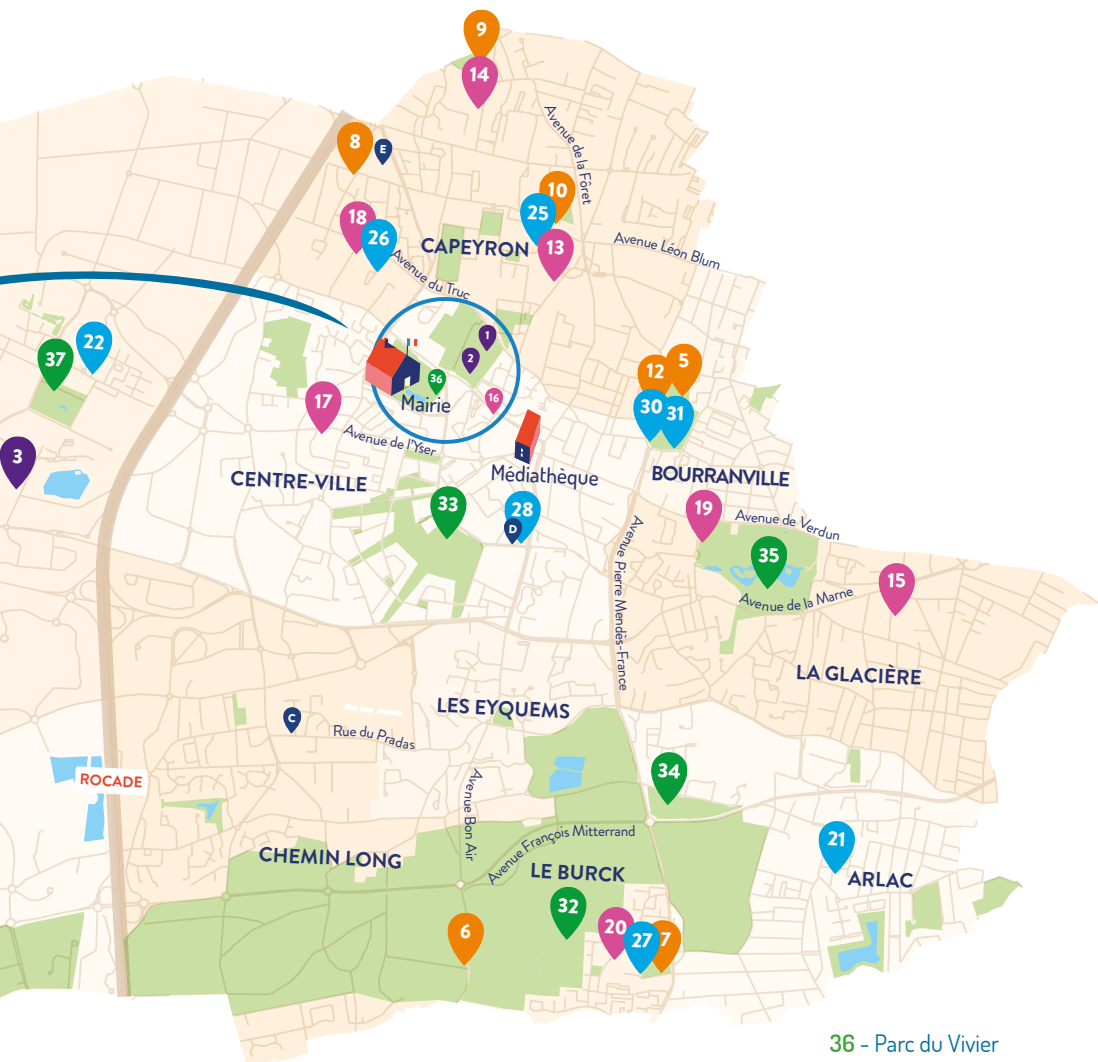 9
14
Avenue de la Fôret
8
E
10
25
18
26
CAPEYRON
13
Avenue Léon Blum
Avenue du Truc
1
2
37
22
36
Mairie
16
12
5
30
31
17
Avenue de l'Yser
Médiathèque
3
CENTRE-VILLE
BOURRANVILLE
33
28
D
19
Avenue de Verdun
35
Avenue Pierre Mendès-France
Avenue de la Marne
15
LA GLACIÈRE
LES EYQUEMS
C
Rue du Pradas
ROCADE
34
Avenue Bon Air
Avenue François Mitterrand
21
CHEMIN LONG
LE BURCK
ARLAC
32
6
20
27
7
36 - Parc du Vivier